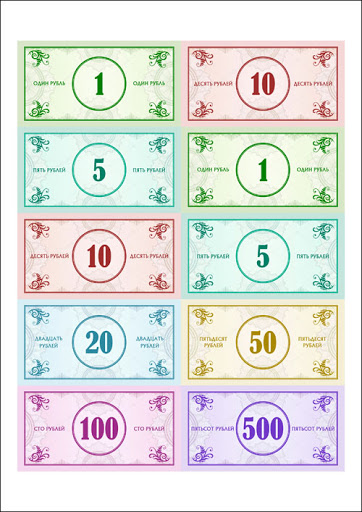 ОДИН РУБЛЬ 1 ОДИН РУБЛЬ
ДЕСЯТЬ РУБЛЕЙ 10 ДЕСЯТЬ РУБЛЕЙ
ПЯТЬ РУБЛЕЙ 5 ПЯТЬ РУБЛЕЙ
ОДИН РУБЛЬ 1 ОДИН РУБЛЬ
ДЕСЯТЬ РУБЛЕЙ 10 ДЕСЯТЬ РУБЛЕЙ
ПЯТЬ РУБЛЕЙ 5 ПЯТЬ РУБЛЕЙ
ДВАДЦАТЬ 20 ДВАДЦАТЬ
РУБЛЕЙ РУБЛЕЙ
ПЯТЬДЕСЯТ 50 ПЯТЬДЕСЯТ
РУБЛЕЙ РУБЛЕЙ
СТО РУБЛЕЙ 100 СТО РУБЛЕЙ
ПЯТЬСОТ РУБЛЕЙ 500 ПЯТЬСОТ РУБЛЕЙ